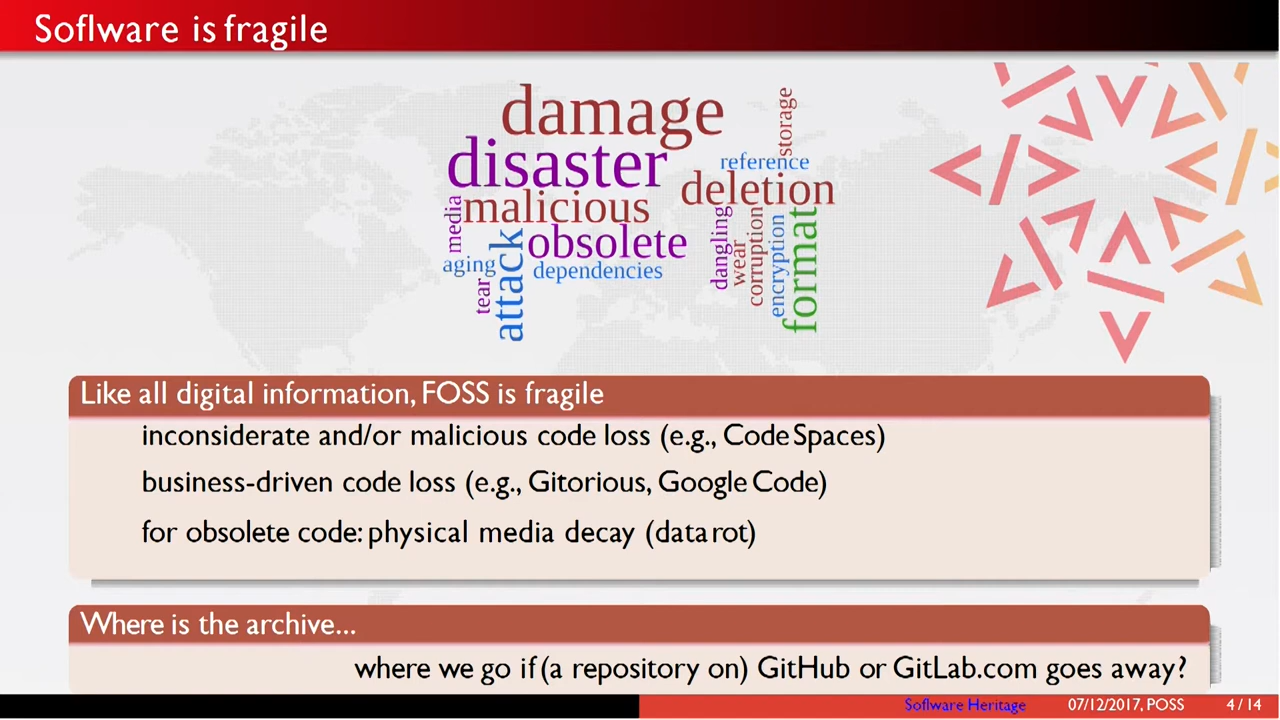 Soflware is fragile
damage
storage
disaster
reference
deletion
malicious
media
obsolete
dangling
wear
corruption
encryption
format
aging
attack
dependencies
tear
Like all digital information, FOSS is fragile
inconsiderate and/or malicious code loss (e.g., Code Spaces)
business-driven code loss (e.g., Gitorious, Google Code)
for obsolete code: physical media decay (data rot)
Where is the archive...
where we go if (a repository on) GitHub or GitLab.com goes away?
Soflware Heritage 07/12/2017, POSS 4 / 14